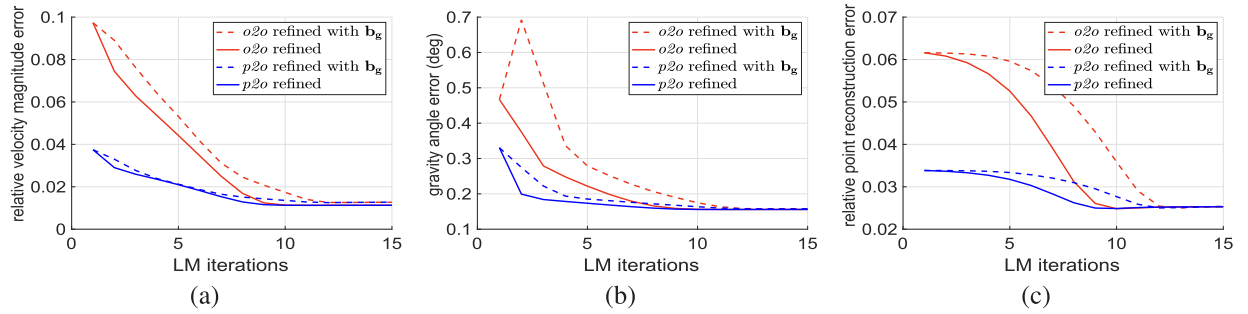 relative velocity magnitude error
0.1
0.08
0.06
0.04
0.02
0
0 5 10 15
LM iterations
o2o refined with b_g
o2o refined
p2o refined with b_g
p2o refined
(a)
gravity angle error (deg)
0.7
0.6
0.5
0.4
0.3
0.2
0.1
0 5 10 15
LM iterations
o2o refined with b_g
o2o refined
p2o refined with b_g
p2o refined
(b)
relative point reconstruction error
0.07
0.06
0.05
0.04
0.03
0.02
0 5 10 15
LM iterations
o2o refined with b_g
o2o refined
p2o refined with b_g
p2o refined
(c)